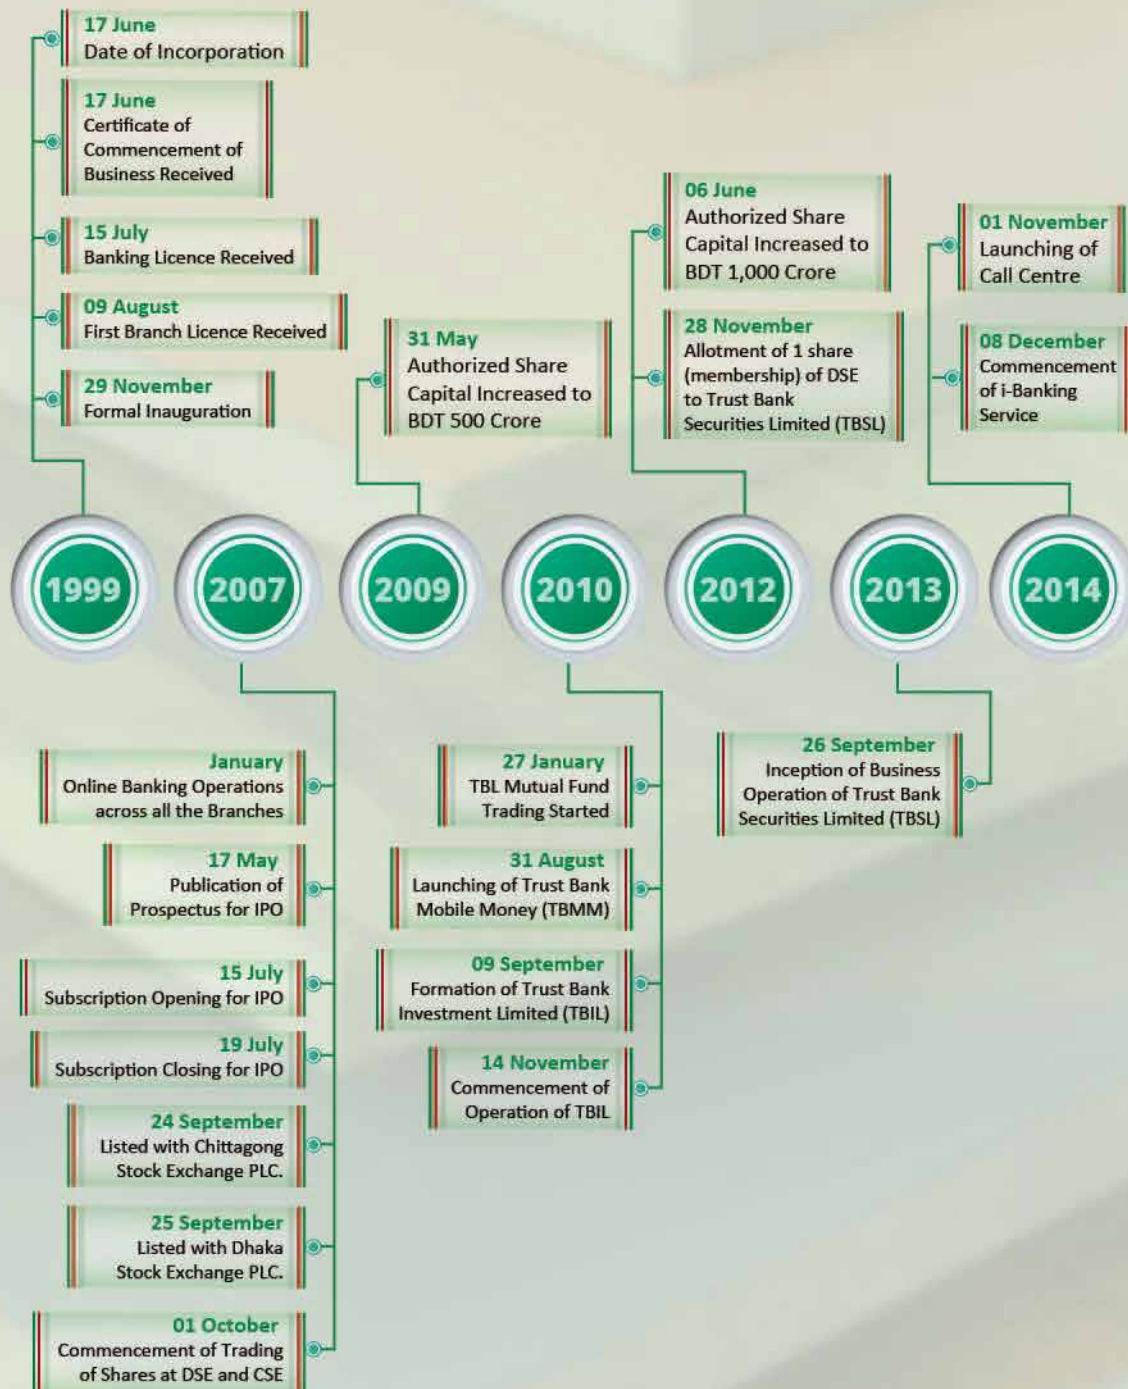 17 June
Date of Incorporation
17 June
Certificate of
Commencement of
Business Received
15 July
Banking Licence Received
09 August
First Branch Licence Received
29 November
Formal Inauguration
31 May
Authorized Share
Capital Increased to
BDT 500 Crore
06 June
Authorized Share
Capital Increased to
BDT 1,000 Crore
28 November
Allotment of 1 share
(membership) of DSE
to Trust Bank
Securities Limited (TBSL)
01 November
Launching of
Call Centre
08 December
Commencement
of i-Banking
Service
1999
2007
2009
2010
2012
2013
2014
January
Online Banking Operations
across all the Branches
17 May
Publication of
Prospectus for IPO
15 July
Subscription Opening for IPO
19 July
Subscription Closing for IPO
24 September
Listed with Chittagong
Stock Exchange PLC.
25 September
Listed with Dhaka
Stock Exchange PLC.
01 October
Commencement of Trading
of Shares at DSE and CSE
27 January
TBL Mutual Fund
Trading Started
31 August
Launching of Trust Bank
Mobile Money (TBMM)
09 September
Formation of Trust Bank
Investment Limited (TBIL)
14 November
Commencement of
Operation of TBIL
26 September
Inception of Business
Operation of Trust Bank
Securities Limited (TBSL)